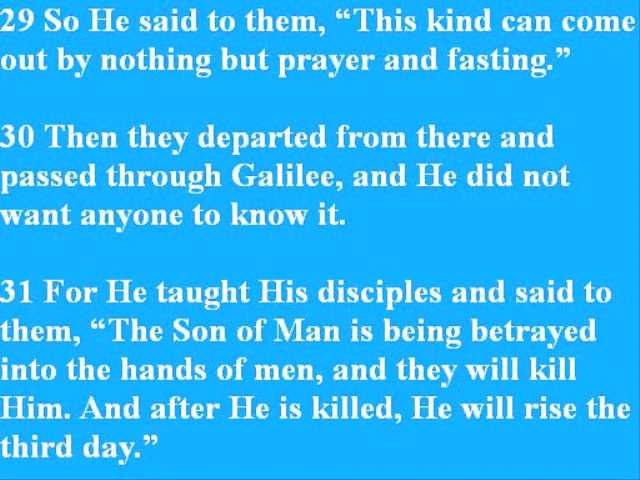 29 So He said to them, “This kind can come
out by nothing but prayer and fasting.”
30 Then they departed from there and
passed through Galilee, and He did not
want anyone to know it.
31 For He taught His disciples and said to
them, “The Son of Man is being betrayed
into the hands of men, and they will kill
Him. And after He is killed, He will rise the
third day.”